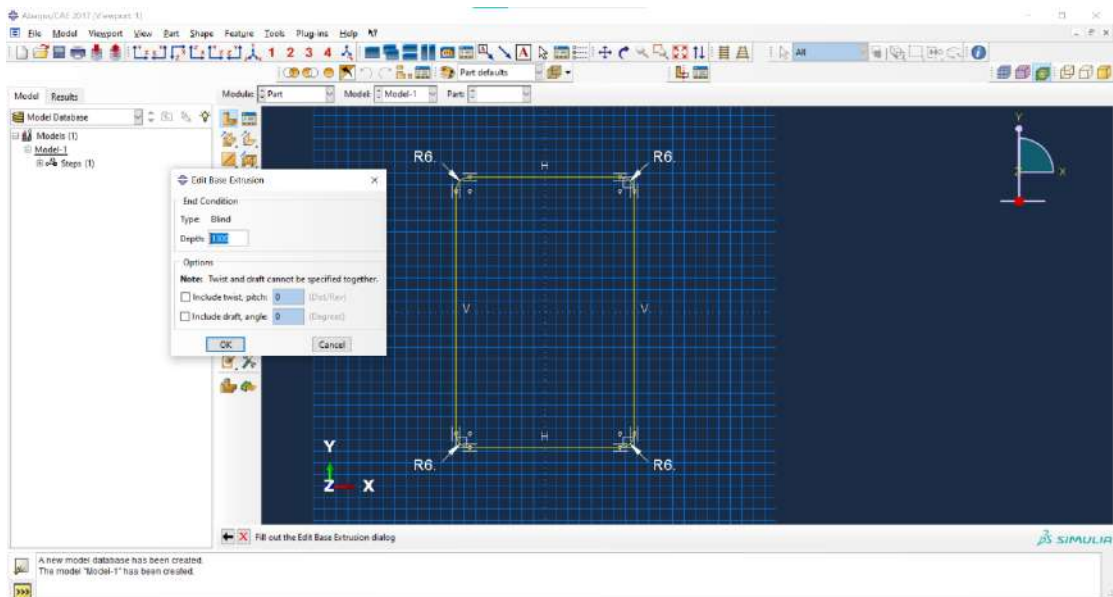 Abaqus/CAE 2017 [Viewport: 1]
File Model Viewport View Part Shape Feature Tools Plug-ins Help
1 2 3 4 A All
Part defaults
Model Results Module: Part Model: Model-1 Part:
Model Database
Models (1)
Model-1
Steps (1)
Edit Base Extrusion
End Condition
Type: Blind
Depth:
Options
Note: Twist and draft cannot be specified together.
Include twist, pitch: 0 (Dist/Rev)
Include draft, angle: 0 (Degrees)
OK Cancel
R6. H R6.
V V
R6. H R6.
Y
Z X
Y
Z X
Fill out the Edit Base Extrusion dialog
SIMULIA
A new model database has been created.
The model "Model-1" has been created.
>>>